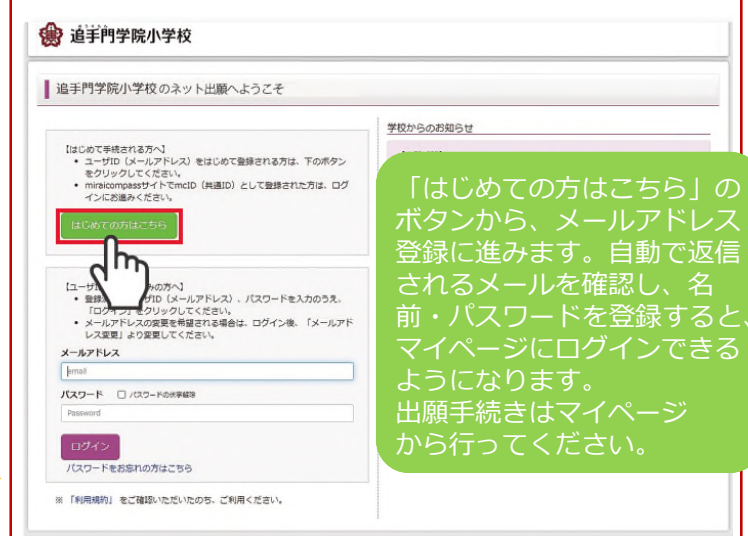 追手門学院小学校
追手門学院小学校のネット出願へようこそ
【はじめて手続される方へ】
• ユーザID(メールアドレス)をはじめて登録される方は、下のボタン
をクリックしてください。
• miraicompassサイトでmcID(共通ID)として登録された方は、ログ
インにお進みください。
はじめての方はこちら
【ユーザI みの方へ】
• 登録 ザID(メールアドレス)、パスワードを入力のうえ、
「ログイン」をクリックしてください。
• メールアドレスの変更を希望される場合は、ログイン後、「メールアド
レス変更」より変更してください。
メールアドレス
email
パスワード □ パスワードの伏字解除
Password
ログイン
パスワードをお忘れの方はこちら
※「利用規約」をご確認いただいたのち、ご利用ください。
学校からのお知らせ
「はじめての方はこちら」の
ボタンから、メールアドレス
登録に進みます。自動で返信
されるメールを確認し、名
前・パスワードを登録すると、
マイページにログインできる
ようになります。
出願手続きはマイページ
から行ってください。